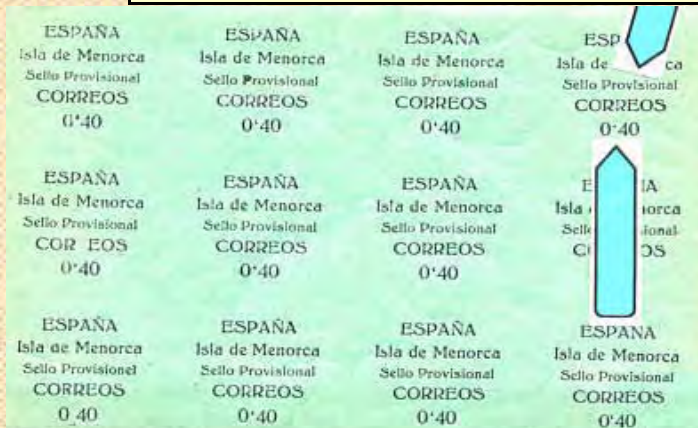 ESPAÑA
Isla de Menorca
Sello Provisional
CORREOS
0'40
ESPAÑA
Isla de Menorca
Sello Provisional
CORREOS
0'40
ESPAÑA
Isla de Menorca
Sello Provisional
CORREOS
0'40
ESP
Isla de ca
Sello Provisional
CORREOS
0'40
ESPAÑA
Isla de Menorca
Sello Provisional
COR EOS
0'40
ESPAÑA
Isla de Menorca
Sello Provisional
CORREOS
0'40
ESPAÑA
Isla de Menorca
Sello Provisional
CORREOS
0'40
Isla
ESPAÑA
Isla de Menorca
Sello Provisionel
CORREOS
0 40
ESPAÑA
Isla de Menorca
Sello Provisional
CORREOS
0'40
ESPAÑA
Isla de Menorca
Sello Provisional
CORREOS
0'40
ESPANA
Isla de Menorca
Sello Provisional
CORREOS
0'40